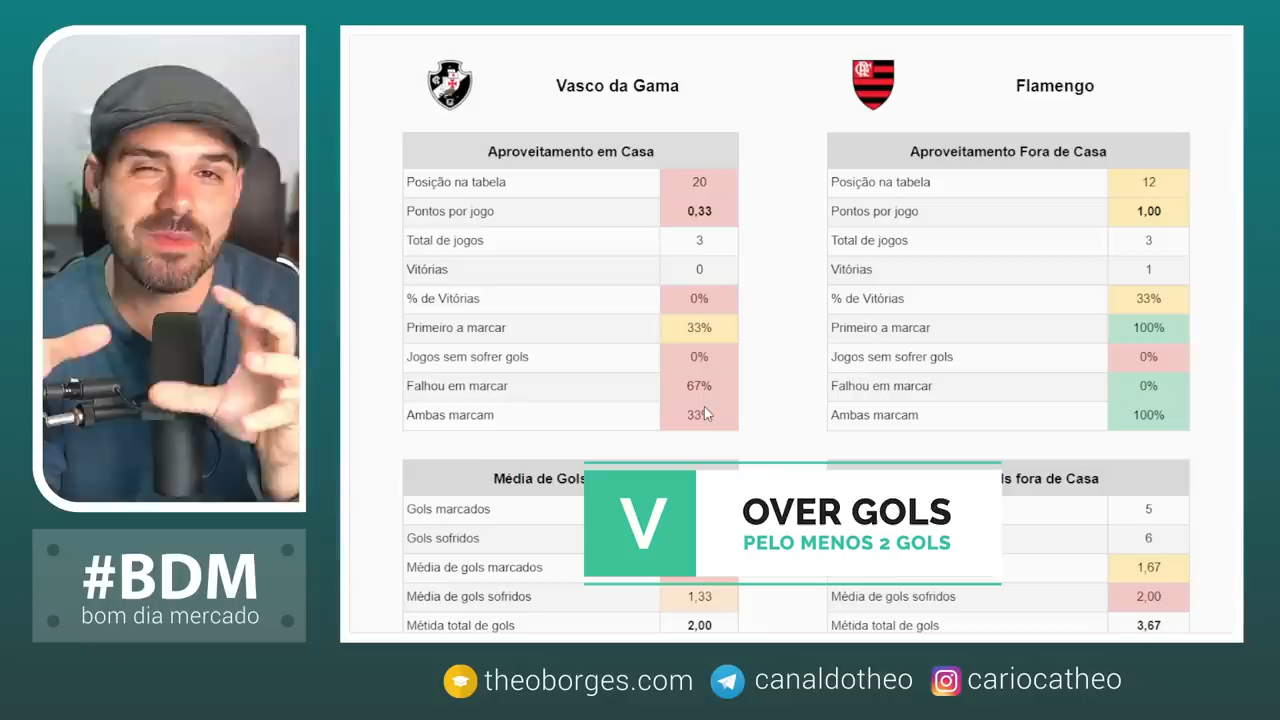 Vasco da Gama
Flamengo
Aproveitamento em Casa
Posição na tabela 20
Pontos por jogo 0,33
Total de jogos 3
Vitórias 0
% de Vitórias 0%
Primeiro a marcar 33%
Jogos sem sofrer gols 0%
Falhou em marcar 67%
Ambas marcam 33%
Aproveitamento Fora de Casa
Posição na tabela 12
Pontos por jogo 1,00
Total de jogos 3
Vitórias 1
% de Vitórias 33%
Primeiro a marcar 100%
Jogos sem sofrer gols 0%
Falhou em marcar 0%
Ambas marcam 100%
Média de Gols
Gols marcados
Gols sofridos
Média de gols marcados
Média de gols sofridos 1,33
Métida total de gols 2,00
ls fora de Casa
5
6
1,67
Média de gols sofridos 2,00
Métida total de gols 3,67
V
OVER GOLS
PELO MENOS 2 GOLS
#BDM
bom dia mercado
theoborges.com
canaldotheo
cariocatheo